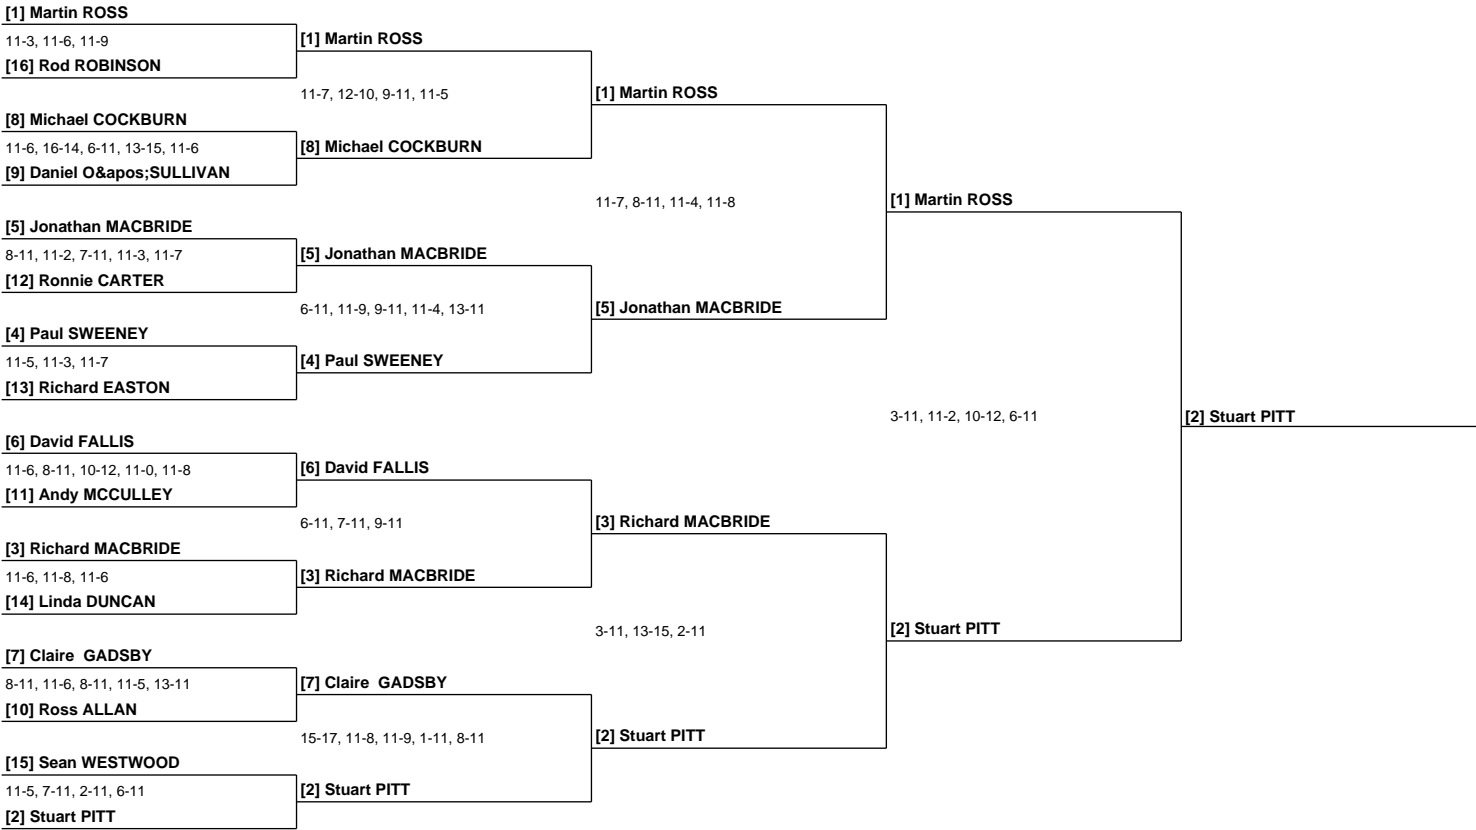 [1] Martin ROSS
11-3, 11-6, 11-9
[1] Martin ROSS
[16] Rod ROBINSON
11-7, 12-10, 9-11, 11-5
[1] Martin ROSS
[8] Michael COCKBURN
11-6, 16-14, 6-11, 13-15, 11-6
[8] Michael COCKBURN
[9] Daniel O&apos;SULLIVAN
11-7, 8-11, 11-4, 11-8
[1] Martin ROSS
[5] Jonathan MACBRIDE
8-11, 11-2, 7-11, 11-3, 11-7
[5] Jonathan MACBRIDE
[12] Ronnie CARTER
6-11, 11-9, 9-11, 11-4, 13-11
[5] Jonathan MACBRIDE
[4] Paul SWEENEY
11-5, 11-3, 11-7
[4] Paul SWEENEY
[13] Richard EASTON
3-11, 11-2, 10-12, 6-11
[2] Stuart PITT
[6] David FALLIS
11-6, 8-11, 10-12, 11-0, 11-8
[6] David FALLIS
[11] Andy MCCULLEY
6-11, 7-11, 9-11
[3] Richard MACBRIDE
[3] Richard MACBRIDE
11-6, 11-8, 11-6
[3] Richard MACBRIDE
[14] Linda DUNCAN
3-11, 13-15, 2-11
[2] Stuart PITT
[7] Claire  GADSBY
8-11, 11-6, 8-11, 11-5, 13-11
[7] Claire  GADSBY
[10] Ross ALLAN
15-17, 11-8, 11-9, 1-11, 8-11
[2] Stuart PITT
[15] Sean WESTWOOD
11-5, 7-11, 2-11, 6-11
[2] Stuart PITT
[2] Stuart PITT